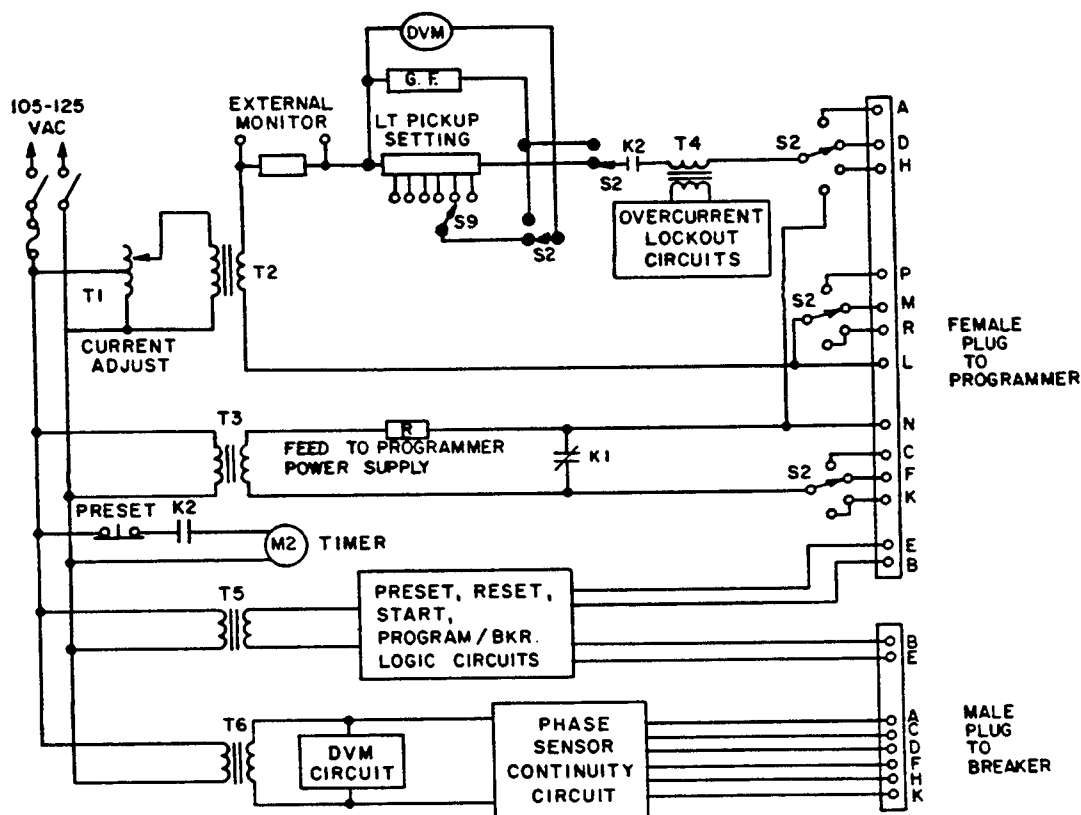 105-125
VAC
DVM
G. F.
EXTERNAL
MONITOR
LT PICKUP
SETTING
K2
T4
S2
S9
S2
S2
OVERCURRENT
LOCKOUT
CIRCUITS
A
D
H
T1
T2
CURRENT
ADJUST
S2
P
M
R
L
FEMALE
PLUG
TO
PROGRAMMER
T3
R
FEED TO PROGRAMMER
POWER SUPPLY
K1
S2
N
C
F
K
PRESET
K2
M2
TIMER
E
B
T5
PRESET, RESET,
START,
PROGRAM/BKR.
LOGIC CIRCUITS
B
E
T6
DVM
CIRCUIT
PHASE
SENSOR
CONTINUITY
CIRCUIT
A
C
D
F
H
K
MALE
PLUG
TO
BREAKER